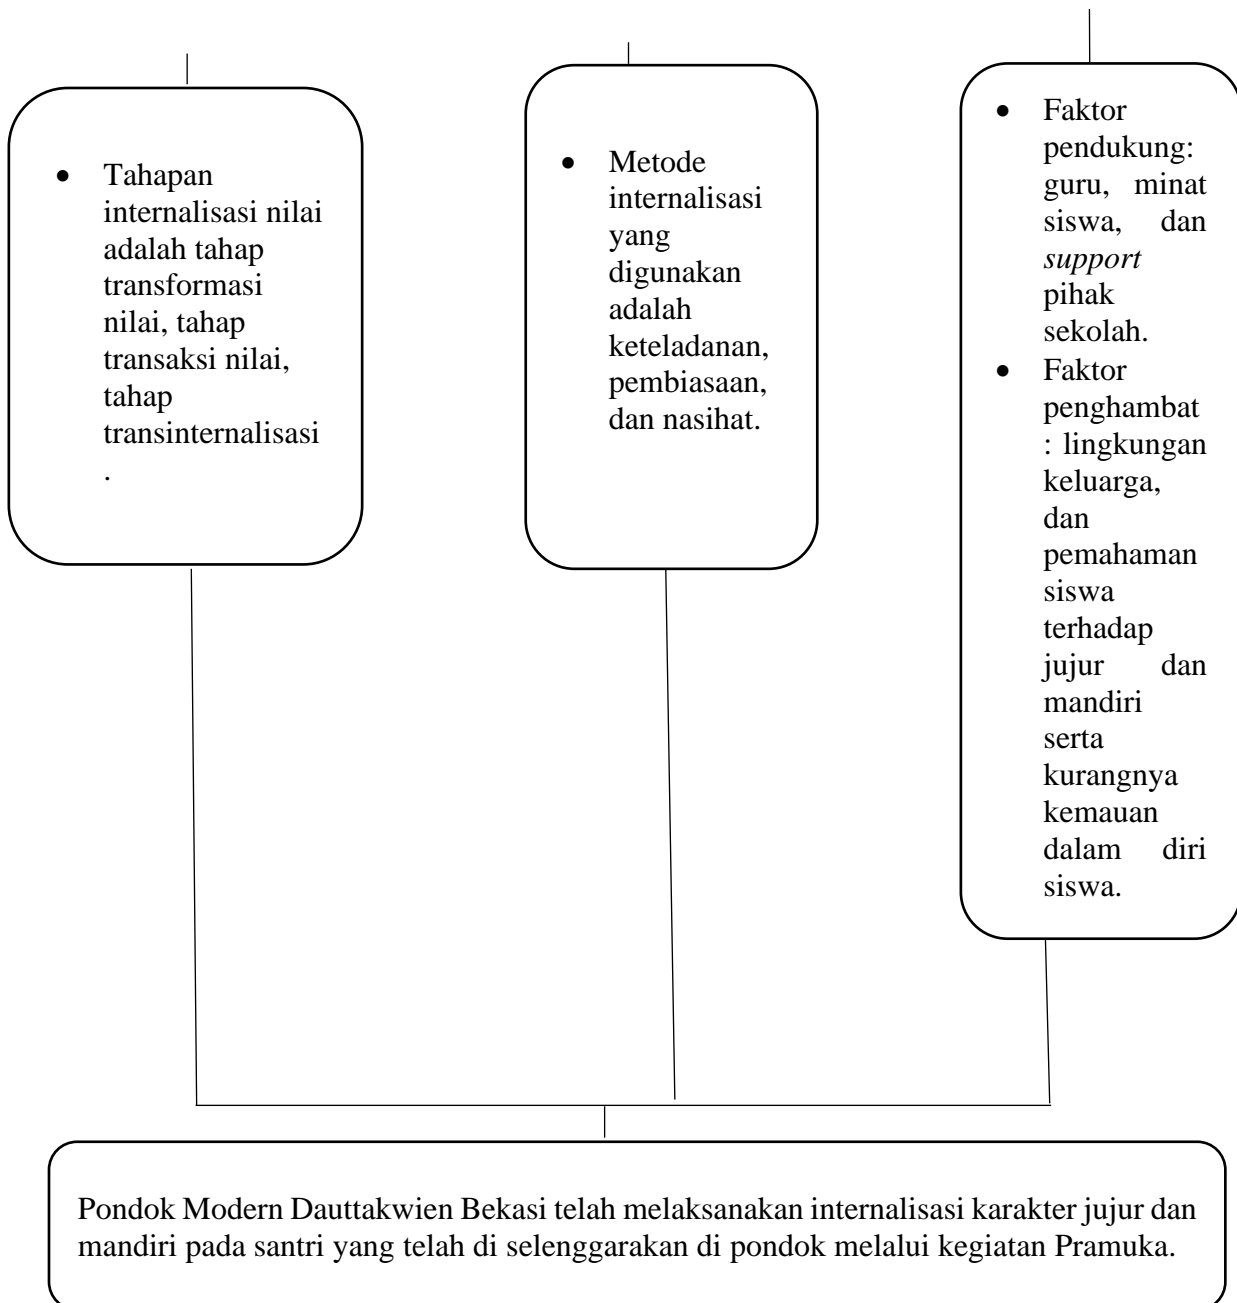 • Tahapan
internalisasi nilai
adalah tahap
transformasi
nilai, tahap
transaksi nilai,
tahap
transinternalisasi
.
• Metode
internalisasi
yang
digunakan
adalah
keteladanan,
pembiasaan,
dan nasihat.
• Faktor
pendukung:
guru, minat
siswa, dan
support
pihak
sekolah.
• Faktor
penghambat
: lingkungan
keluarga,
dan
pemahaman
siswa
terhadap
jujur dan
mandiri
serta
kurangnya
kemauan
dalam diri
siswa.
Pondok Modern Dauttakwien Bekasi telah melaksanakan internalisasi karakter jujur dan
mandiri pada santri yang telah di selenggarakan di pondok melalui kegiatan Pramuka.